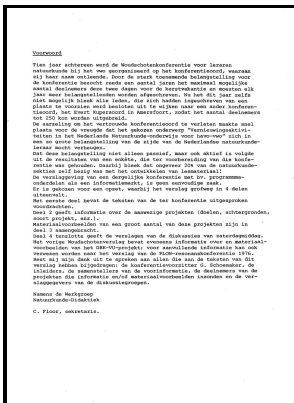 Voorwoord
Tien jaar achtereen werd de Woudschotenconferentie voor leraren
natuurkunde bij het vwo georganiseerd op het konferentieoord, waaraan
zij haar naam ontleende. Door de sterk toenemende belangstelling voor
de konferentie bezocht reeds een aantal jaren het maximaal mogelijke
aantal deelnemers deze twee dagen voor de kerstvakantie en moesten elk
jaar meer belangstellenden worden afgeschreven. Nu het dit jaar zelfs
niet mogelijk bleek alle leden, die zich hadden ingeschreven van een
plaats te voorzien werd besloten uit te wijken naar een ander konferen-
tieoord, het Evert Kupersoord in Amersfoort, zodat het aantal deelnemers
tot 250 kon worden uitgebreid.
De aarzeling om het vertrouwde konferentieoord te verlaten maakte snel
plaats voor de vreugde dat het gekozen onderwerp "Vernieuwingsaktivi-
teiten in het Nederlandse Natuurkunde-onderwijs voor havo-vwo" zich in
een zo grote belangstelling van de zijde van de Nederlandse natuurkunde-
leraar mocht verheugen.
Dat deze belangstelling niet alleen passief, maar ook aktief is volgde
uit de resultaten van een enkête, die ter voorbereiding van die konfe-
rentie was gehouden. Daarbij bleek dat ongeveer 20% van de natuurkunde-
sekties zelf bezig was met het ontwikkelen van lesmateriaal!
De verslaggeving van een dergelijke konferentie met bv. programma-
onderdelen als een informatiemarkt, is geen eenvoudige zaak.
Er is gekozen voor een opzet, waarbij het verslag grofweg in 4 delen
uiteenvalt.
Het eerste deel bevat de teksten van de ter konferentie uitgesproken
voordrachten.
Deel 2 geeft informatie over de aanwezige projekten (doelen, achtergronden,
soort projekt, enz.).
Materiaalvoorbeelden van een groot aantal van deze projekten zijn in
deel 3 samengebracht.
Deel 4 tenslotte geeft de verslagen van de diskussies van zaterdagmiddag.
Het vorige Woudschotenverslag bevat eveneens informatie over en materiaal-
voorbeelden van het DBK-VU-projekt; voor aanvullende informatie kan ook
verwezen worden naar het verslag van de PLON-resonanskonferentie 1976.
Rest mij mijn dank uit te spreken aan allen die aan de teksten van dit
verslag hebben bijgedragen: de konferentievoorzitter G. Schoemaker, de
inleiders, de samenstellers van de voorinformatie, de deelnemers van de
projekten die informatie en/of materiaalvoorbeelden inzonden en de ver-
slaggevers van de diskussiegroepen.
Namens de Werkgroep
Natuurkunde-Didaktiek
C. Floor, sekretaris.